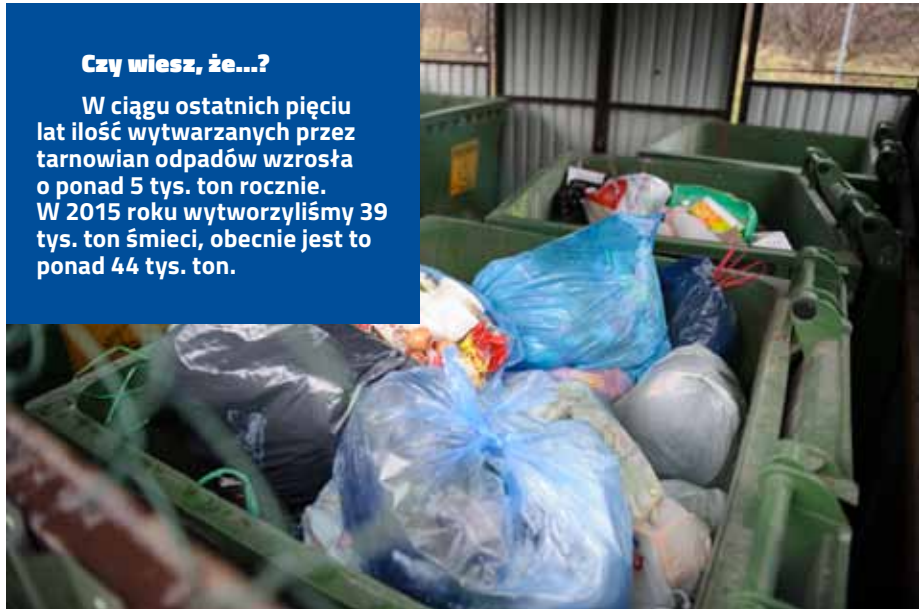 Czy wiesz, że...?
W ciągu ostatnich pięciu
lat ilość wytwarzanych przez
tarnowian odpadów wzrosła
o ponad 5 tys. ton rocznie.
W 2015 roku wytworzyliśmy 39
tys. ton śmieci, obecnie jest to
ponad 44 tys. ton.